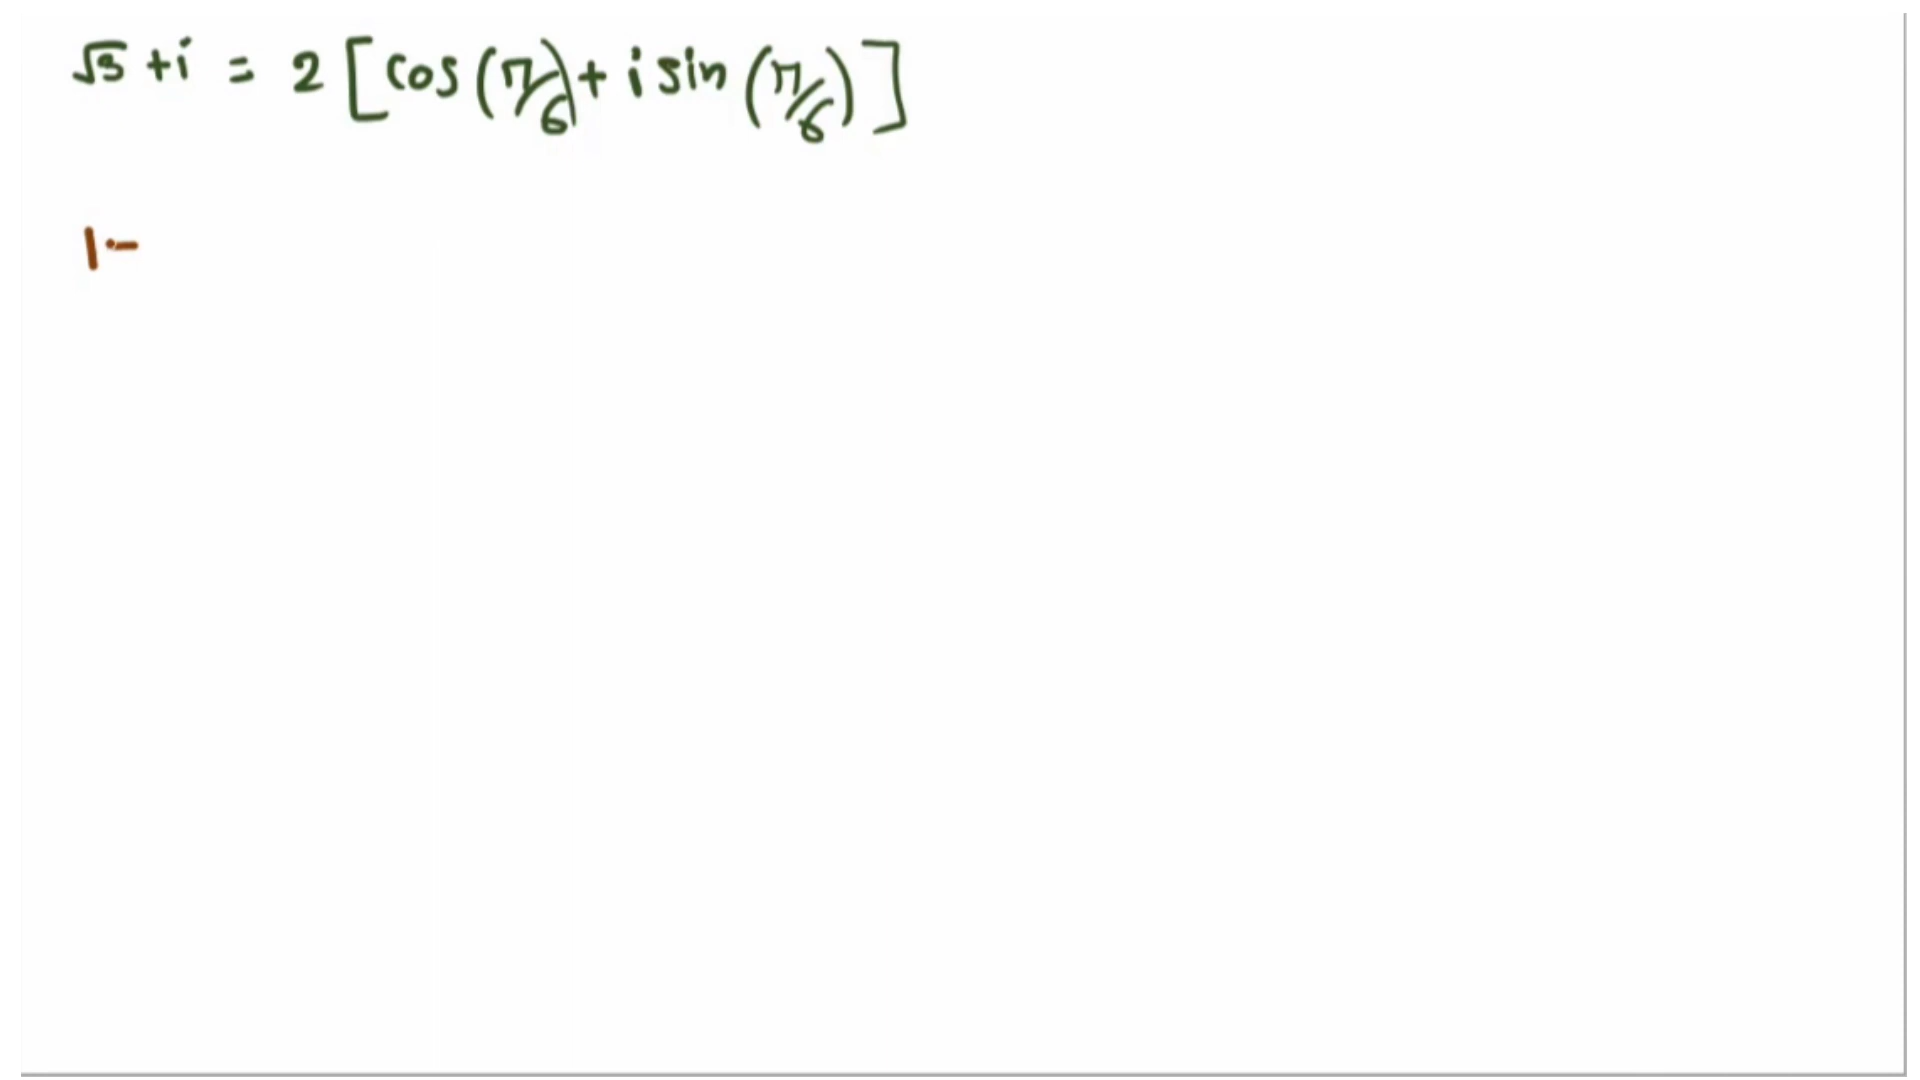 √3 + i = 2 [cos (π/6) + i sin (π/6)]
1 -